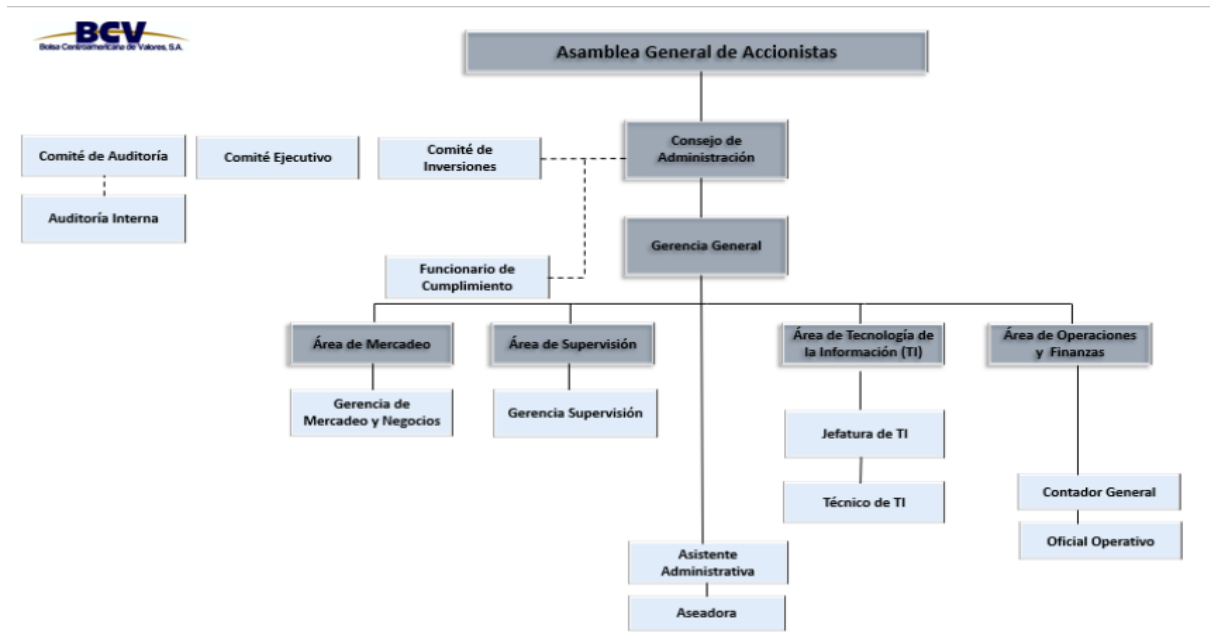 BCV
Bolsa Centroamericana de Valores, S.A.
Asamblea General de Accionistas
Consejo de
Administración
Comité de Auditoría
Comité Ejecutivo
Comité de
Inversiones
Auditoría Interna
Gerencia General
Funcionario de
Cumplimiento
Área de Mercadeo
Área de Supervisión
Área de Tecnología de
la Información (TI)
Área de Operaciones
y Finanzas
Gerencia de
Mercadeo y Negocios
Gerencia Supervisión
Jefatura de TI
Técnico de TI
Contador General
Oficial Operativo
Asistente
Administrativa
Aseadora